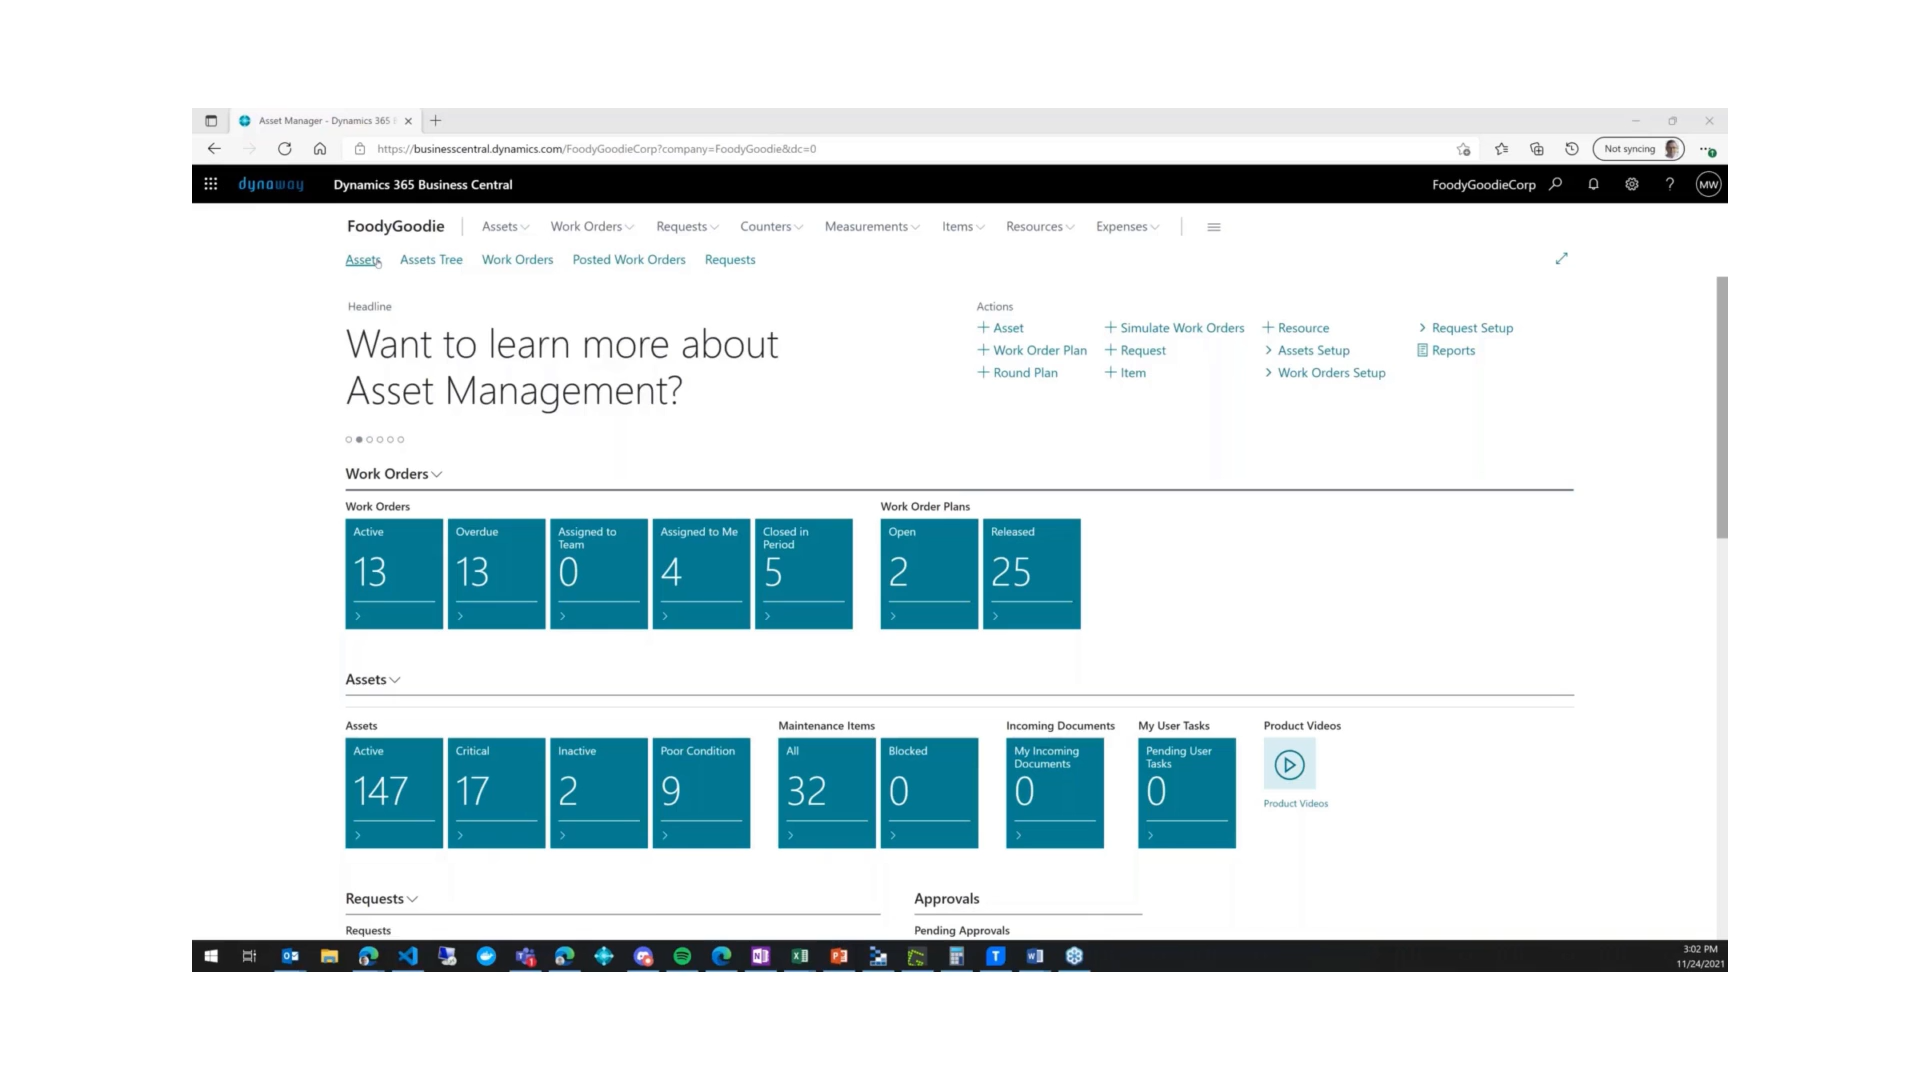 Asset Manager - Dynamics 365
https://businesscentral.dynamics.com/FoodyGoodieCorp?company=FoodyGoodie&dc=0
Not syncing
dynaway
Dynamics 365 Business Central
FoodyGoodieCorp
?
MW
FoodyGoodie
Assets
Work Orders
Requests
Counters
Measurements
Items
Resources
Expenses
Assets
Assets Tree
Work Orders
Posted Work Orders
Requests
Headline
Want to learn more about
Asset Management?
Actions
+ Asset
+ Simulate Work Orders
+ Resource
> Request Setup
+ Work Order Plan
+ Request
> Assets Setup
Reports
+ Round Plan
+ Item
> Work Orders Setup
Work Orders
Work Orders
Work Order Plans
Active
13
Overdue
13
Assigned to
Team
0
Assigned to Me
4
Closed in
Period
5
Open
2
Released
25
Assets
Assets
Maintenance Items
Incoming Documents
My User Tasks
Product Videos
Active
147
Critical
17
Inactive
2
Poor Condition
9
All
32
Blocked
0
My Incoming
Documents
0
Pending User
Tasks
0
Product Videos
Requests
Approvals
Requests
Pending Approvals
3:02 PM
11/24/2021